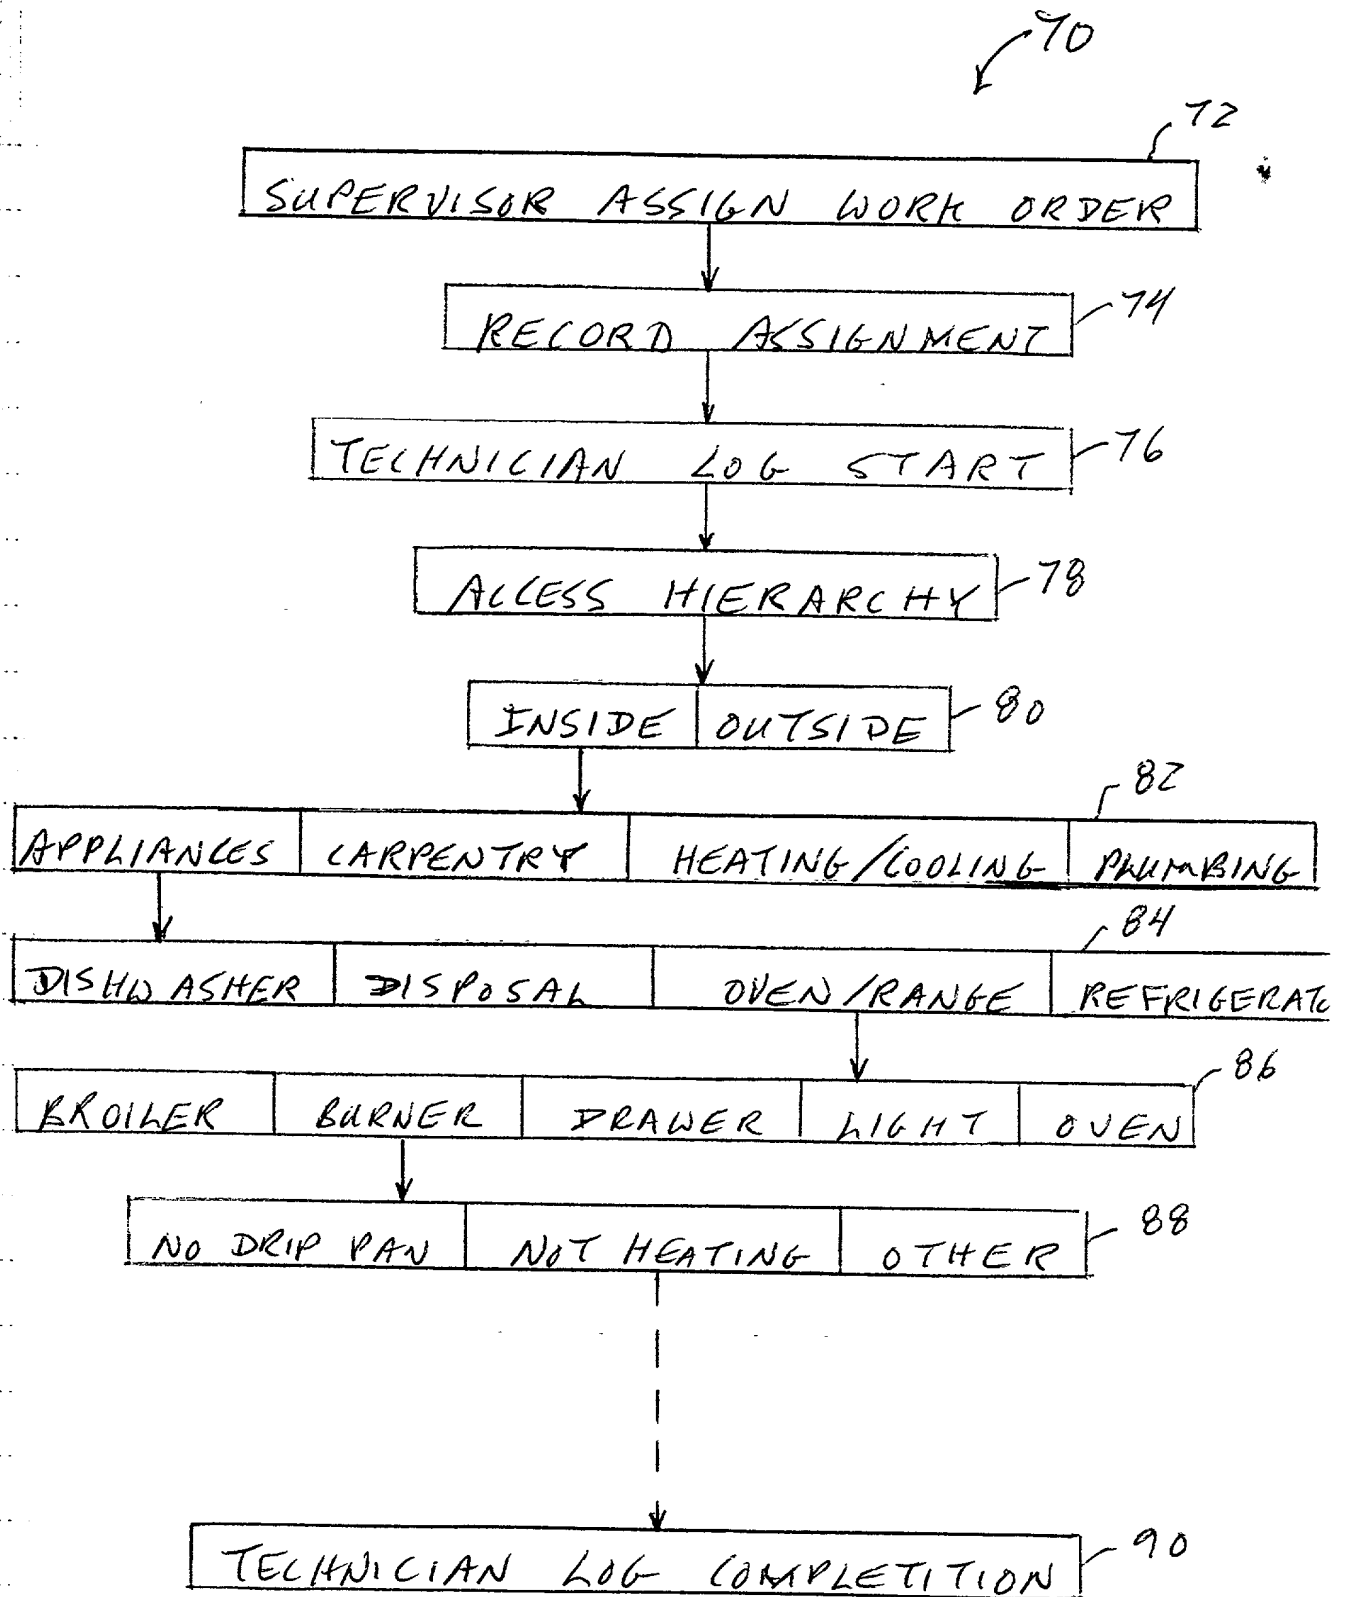 70
72
SUPERVISOR ASSIGN WORK ORDER
RECORD ASSIGNMENT 74
TECHNICIAN LOG START 76
ACCESS HIERARCHY 78
INSIDE OUTSIDE 80
82
APPLIANCES CARPENTRY HEATING/COOLING PLUMBING
84
DISHWASHER DISPOSAL OVEN/RANGE REFRIGERATO
86
BROILER BURNER DRAWER LIGHT OVEN
NO DRIP PAN NOT HEATING OTHER 88
TECHNICIAN LOG COMPLETITION 90